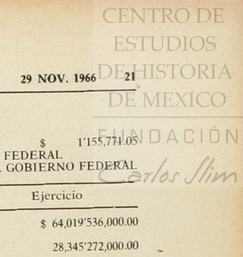 CENTRO DE
ESTUDIOS
DE HISTORIA
DE MEXICO
FUNDACIÓN
Carlos Slim
29 NOV. 1966 21
$ 1'155,771.05
FEDERAL
GOBIERNO FEDERAL
Ejercicio
$ 64,019'536,000.00
28,345'272,000.00